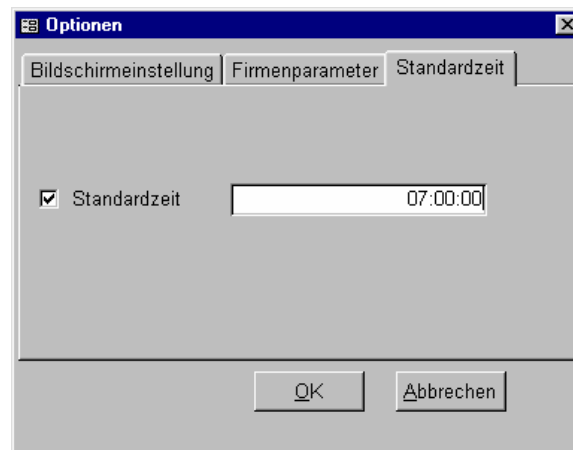 Optionen
Bildschirmeinstellung Firmenparameter Standardzeit
Standardzeit 07:00:00
OK Abbrechen